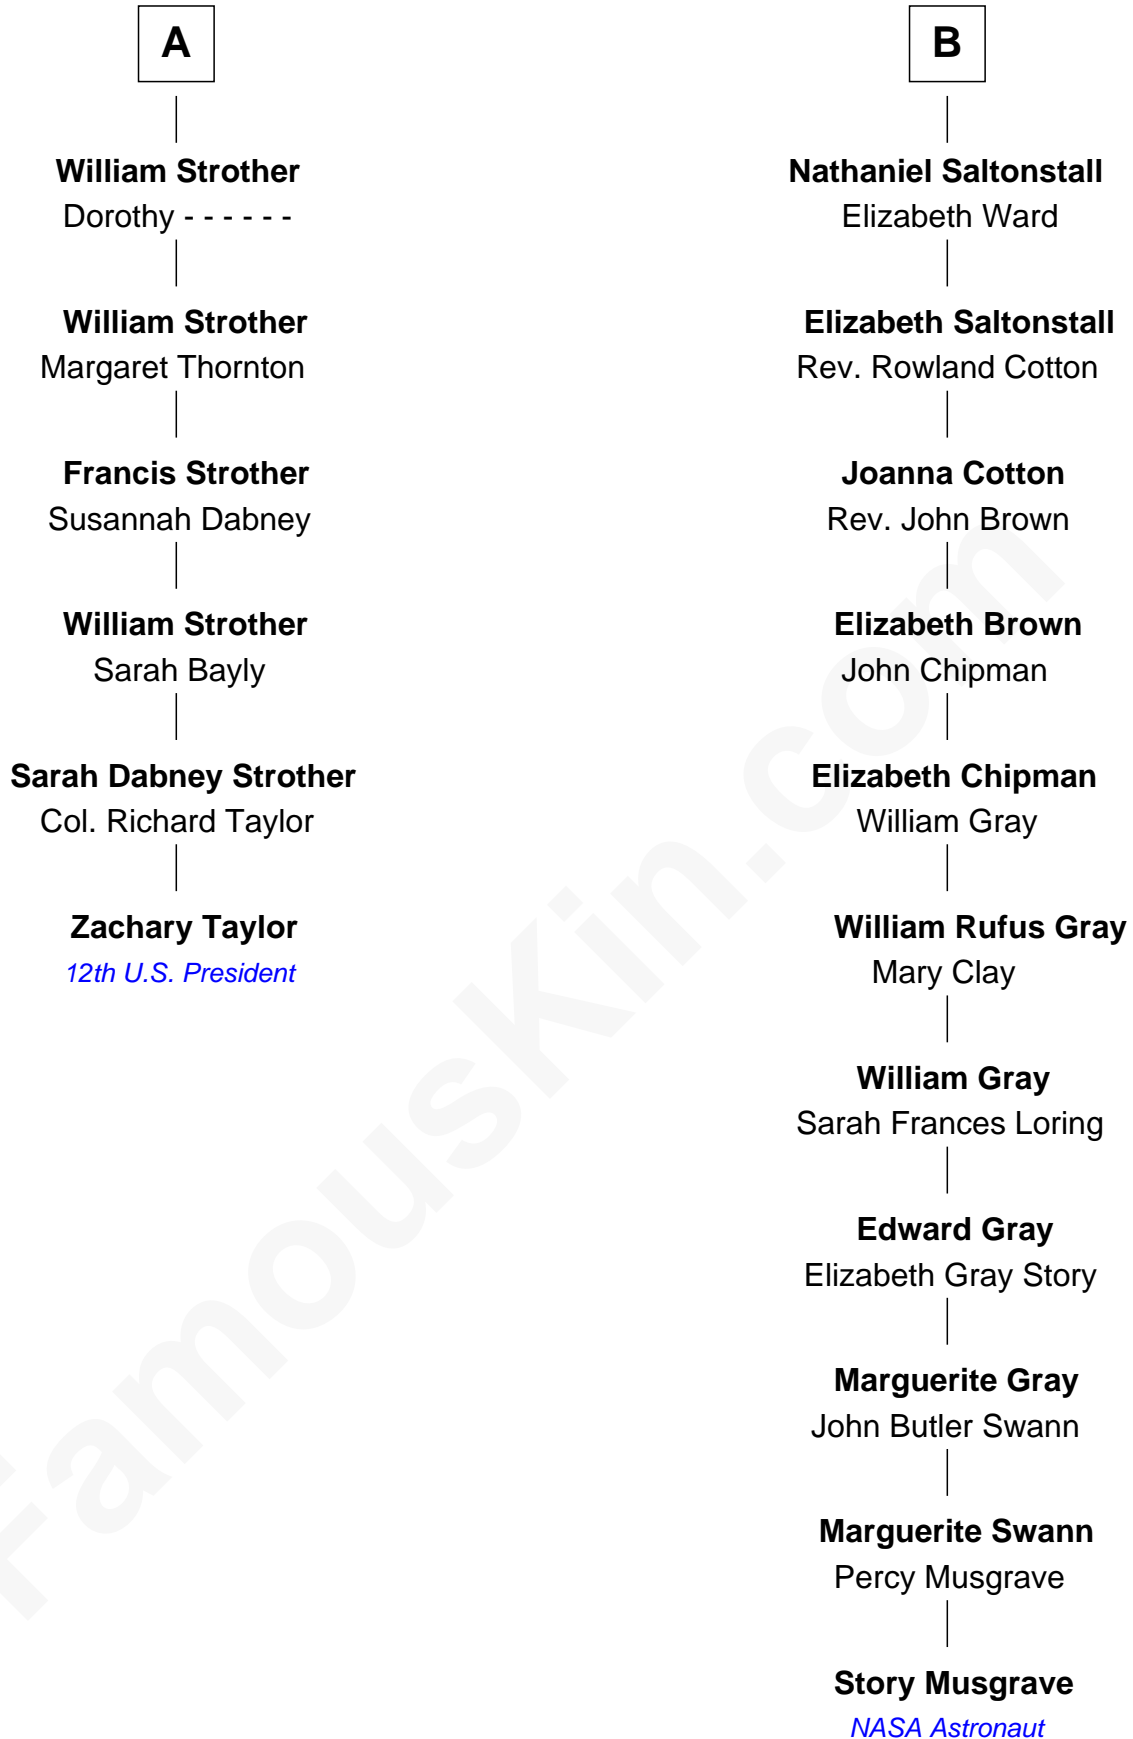 A
William Strother
Dorothy - - - - - -
William Strother
Margaret Thornton
Francis Strother
Susannah Dabney
William Strother
Sarah Bayly
Sarah Dabney Strother
Col. Richard Taylor
Zachary Taylor
12th U.S. President
B
Nathaniel Saltonstall
Elizabeth Ward
Elizabeth Saltonstall
Rev. Rowland Cotton
Joanna Cotton
Rev. John Brown
Elizabeth Brown
John Chipman
Elizabeth Chipman
William Gray
William Rufus Gray
Mary Clay
William Gray
Sarah Frances Loring
Edward Gray
Elizabeth Gray Story
Marguerite Gray
John Butler Swann
Marguerite Swann
Percy Musgrave
Story Musgrave
NASA Astronaut
FamousKin.com